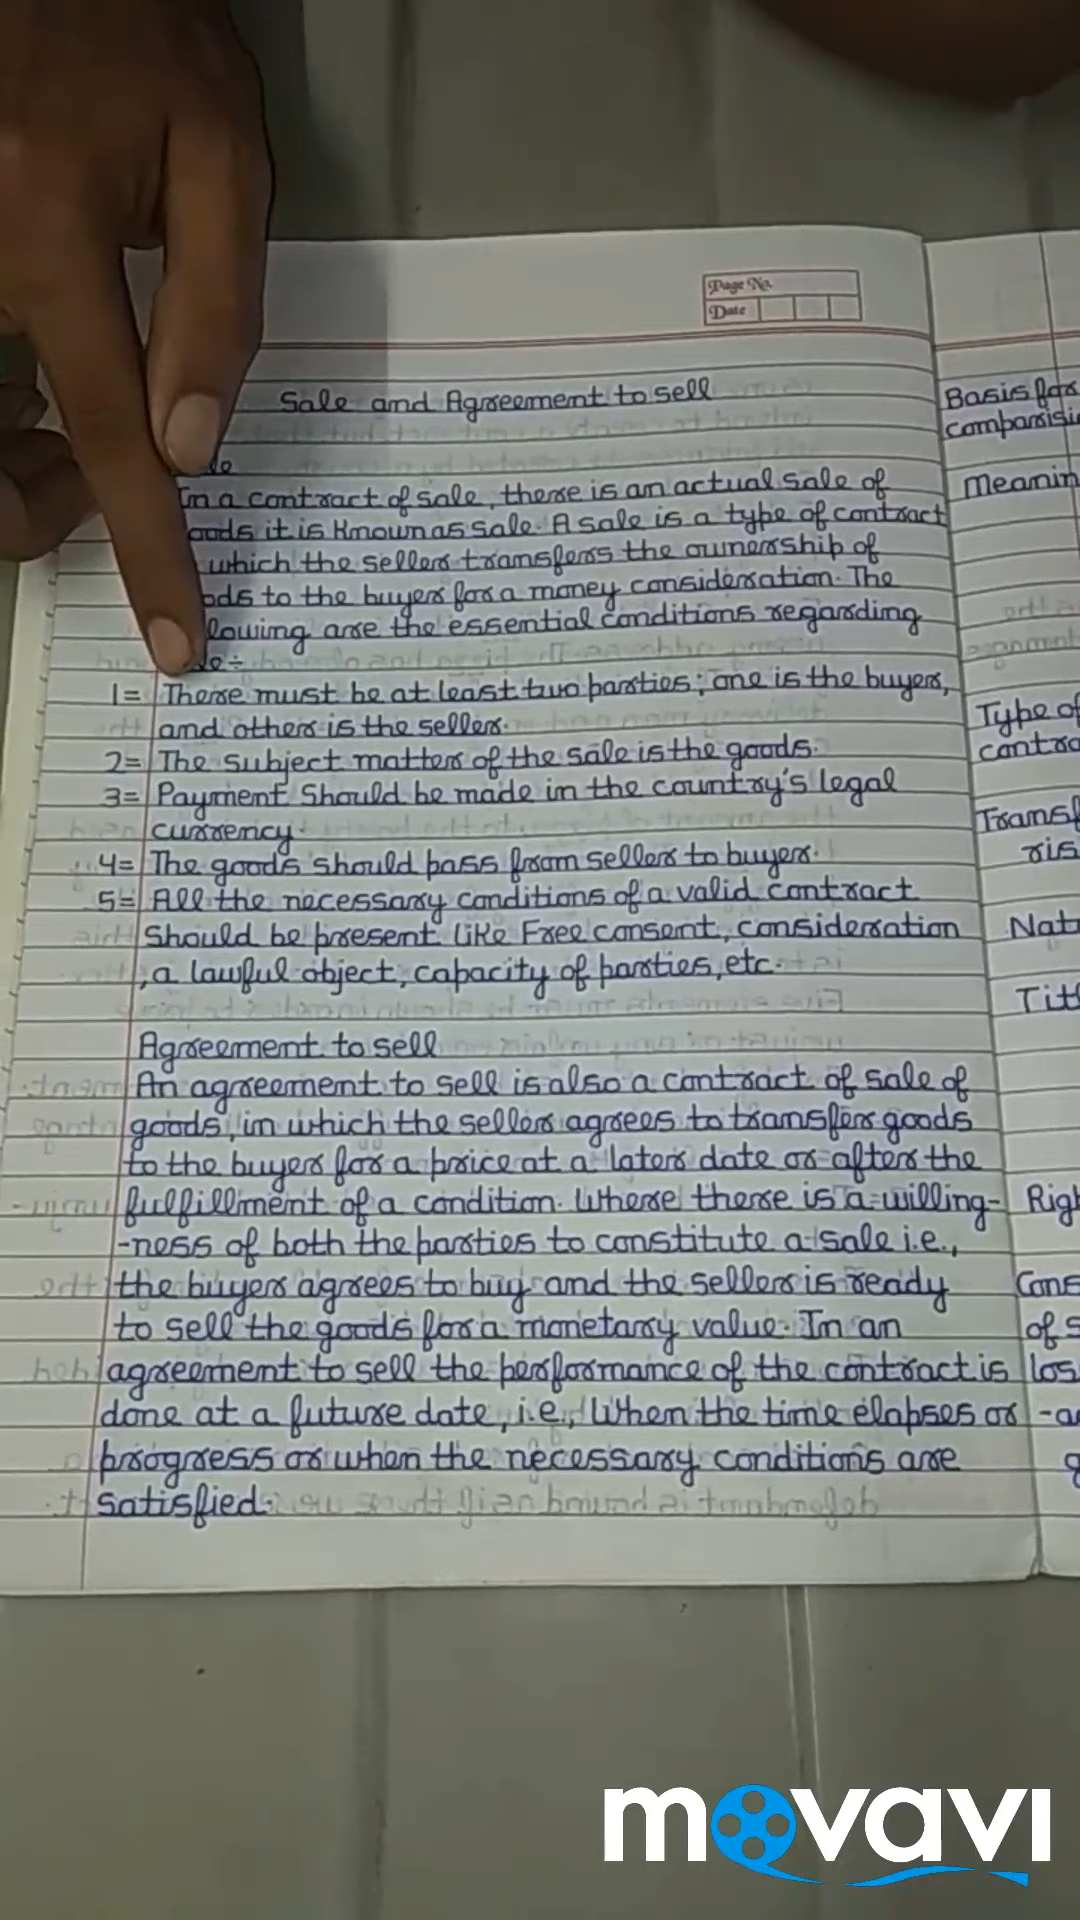 Page No.
Date
Sale and Agreement to sell
In a contract of sale, there is an actual sale of
it is known as sale. A sale is a type of contract
which the seller transfers the ownership of
to the buyer for a money consideration. The
are the essential conditions regarding
1= There must be at least two parties; one is the buyer,
and other is the seller.
2= The subject matter of the sale is the goods.
3= Payment should be made in the country's legal
currency.
4= The goods should pass from seller to buyer.
5= All the necessary conditions of a valid contract
should be present like Free consent, consideration
, a lawful object, capacity of parties, etc.
Agreement to sell
An agreement to sell is also a contract of sale of
goods, in which the seller agrees to transfer goods
to the buyer for a price at a later date or after the
fulfillment of a condition. Where there is a willing-
-ness of both the parties to constitute a sale i.e.,
the buyer agrees to buy and the seller is ready
to sell the goods for a monetary value. In an
agreement to sell the performance of the contract is
done at a future date, i.e., When the time elapses or
progress or when the necessary conditions are
satisfied.
Basis for
Type of
movavi